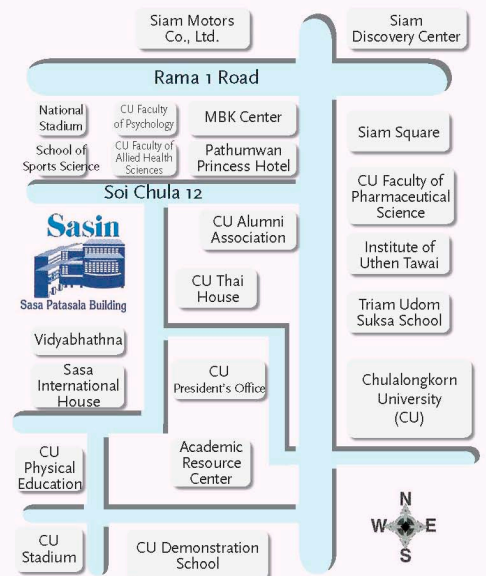 Siam Motors
Co., Ltd.
Siam
Discovery Center
Rama 1 Road
National
Stadium
CU Faculty
of Psychology
MBK Center
Siam Square
School of
Sports Science
CU Faculty of
Allied Health
Sciences
Pathumwan
Princess Hotel
CU Faculty of
Pharmaceutical
Science
Soi Chula 12
Sasin
Sasa Patasala Building
CU Alumni
Association
Institute of
Uthen Tawai
CU Thai
House
Triam Udom
Suksa School
Vidyabhathna
Sasa
International
House
CU
President's Office
Chulalongkorn
University
(CU)
CU
Physical
Education
Academic
Resource
Center
N
W
E
S
CU
Stadium
CU Demonstration
School